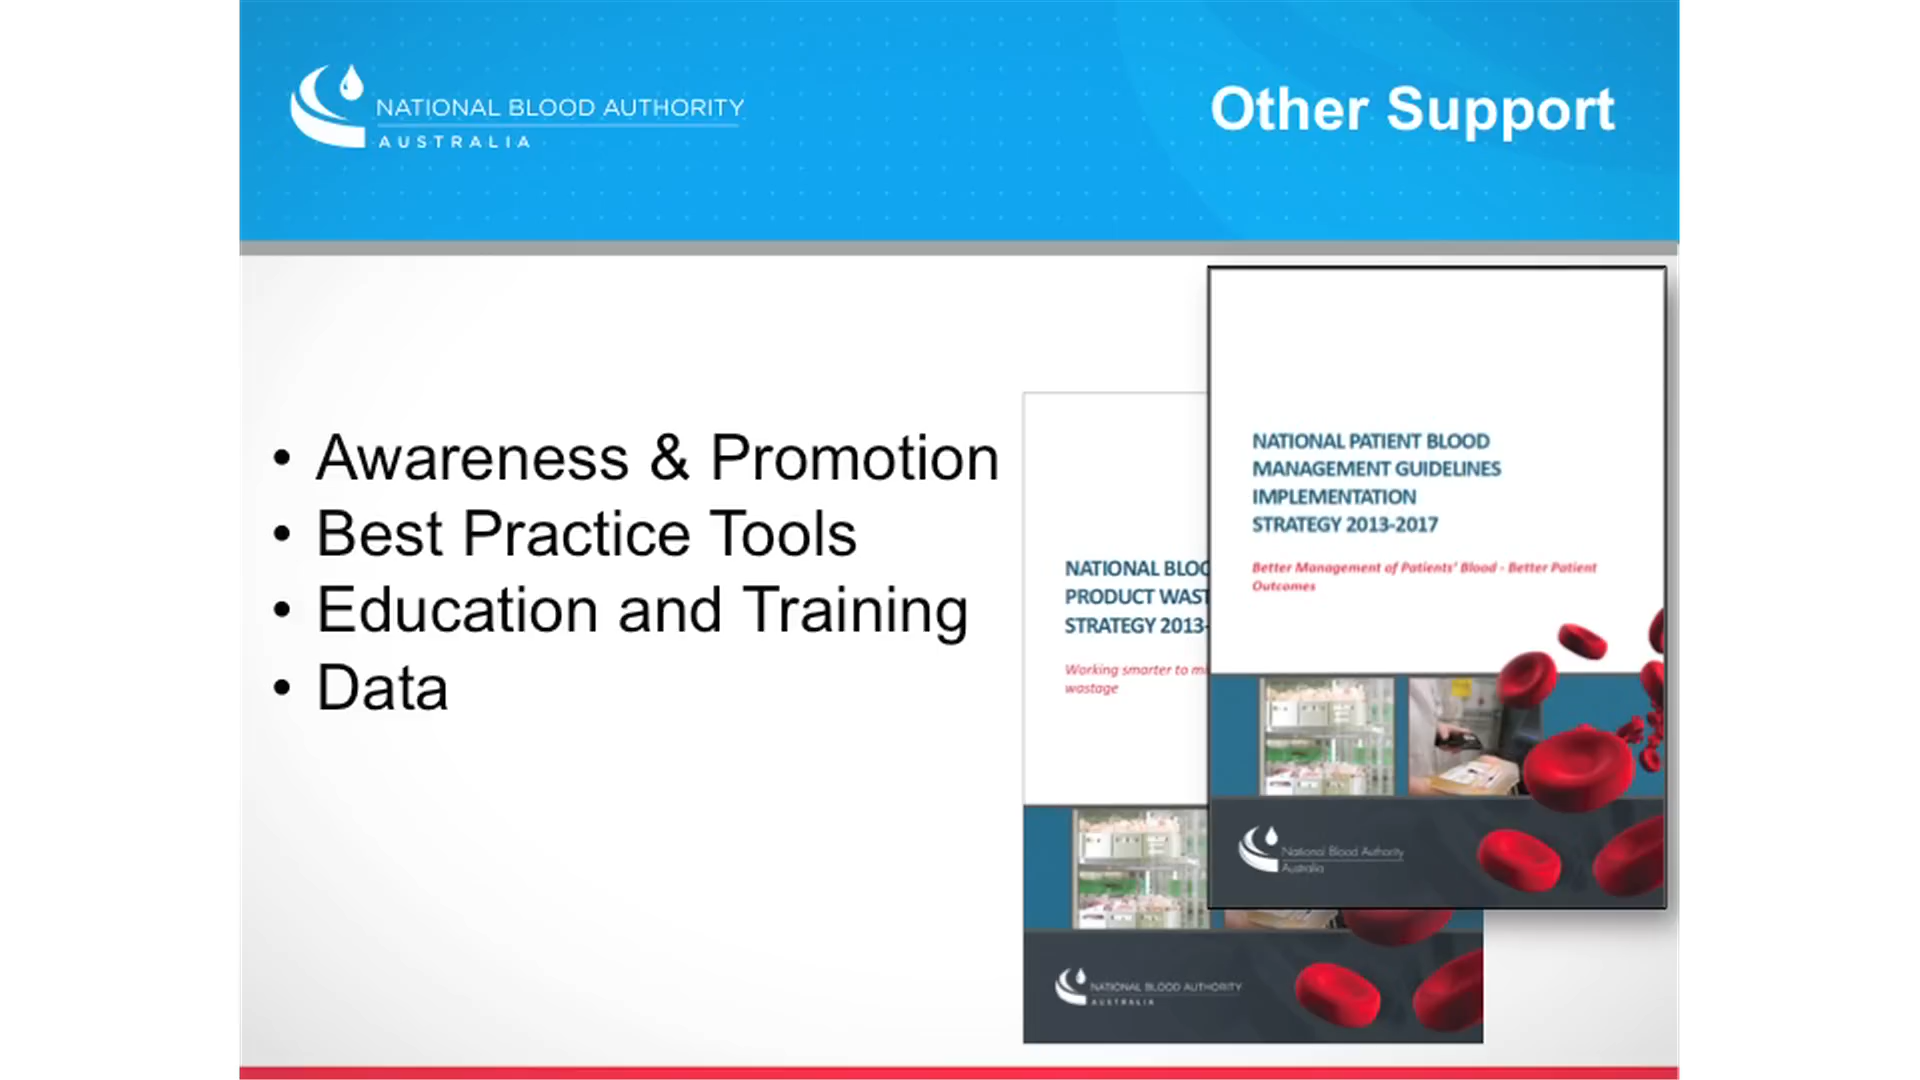 NATIONAL BLOOD AUTHORITY
AUSTRALIA
Other Support
• Awareness & Promotion
• Best Practice Tools
• Education and Training
• Data
NATIONAL
PRODUCT
STRATEGY 2013-
Working smarter to
wastage
NATIONAL BLOOD AUTHORITY
AUSTRALIA
NATIONAL PATIENT BLOOD
MANAGEMENT GUIDELINES
IMPLEMENTATION
STRATEGY 2013-2017
Better Management of Patients' Blood - Better Patient
Outcomes
National Blood Authority
Australia